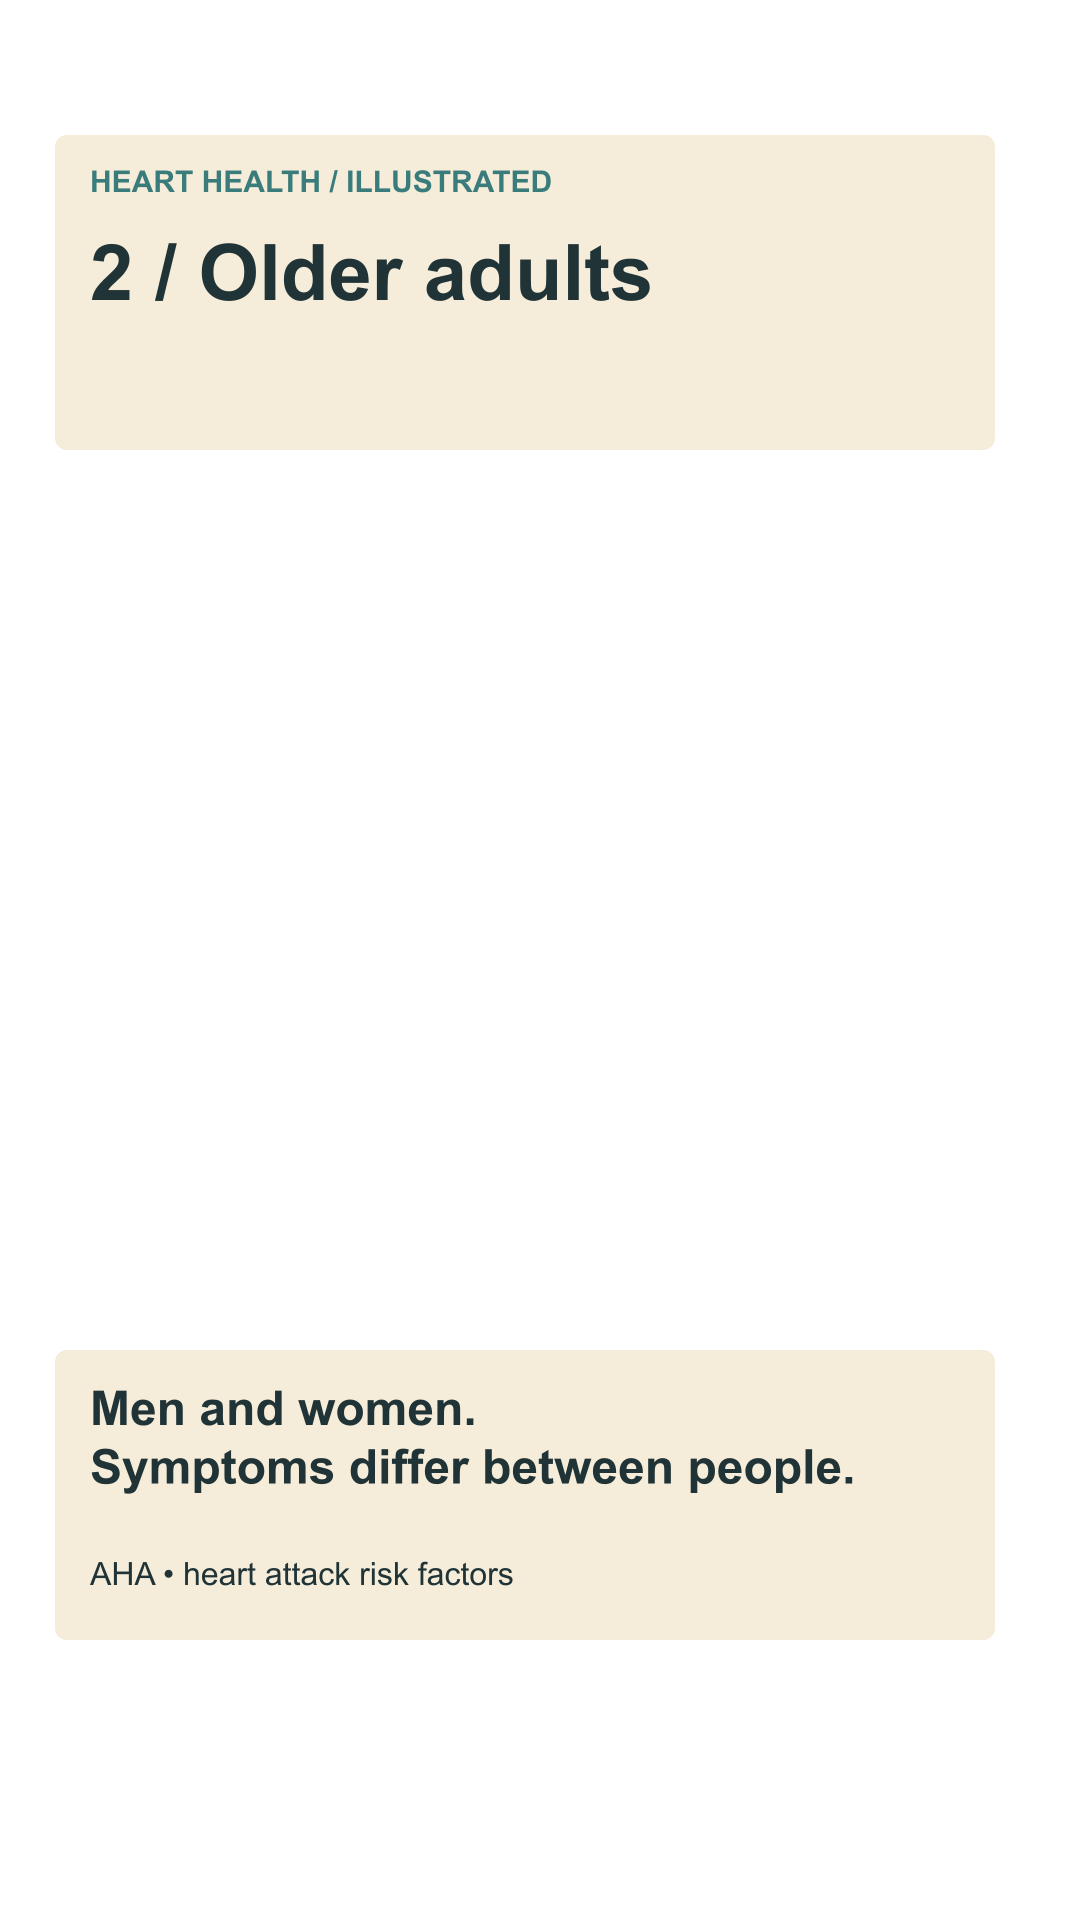 HEART HEALTH / ILLUSTRATED
2 / Older adults
Men and women.
Symptoms differ between people.
AHA • heart attack risk factors